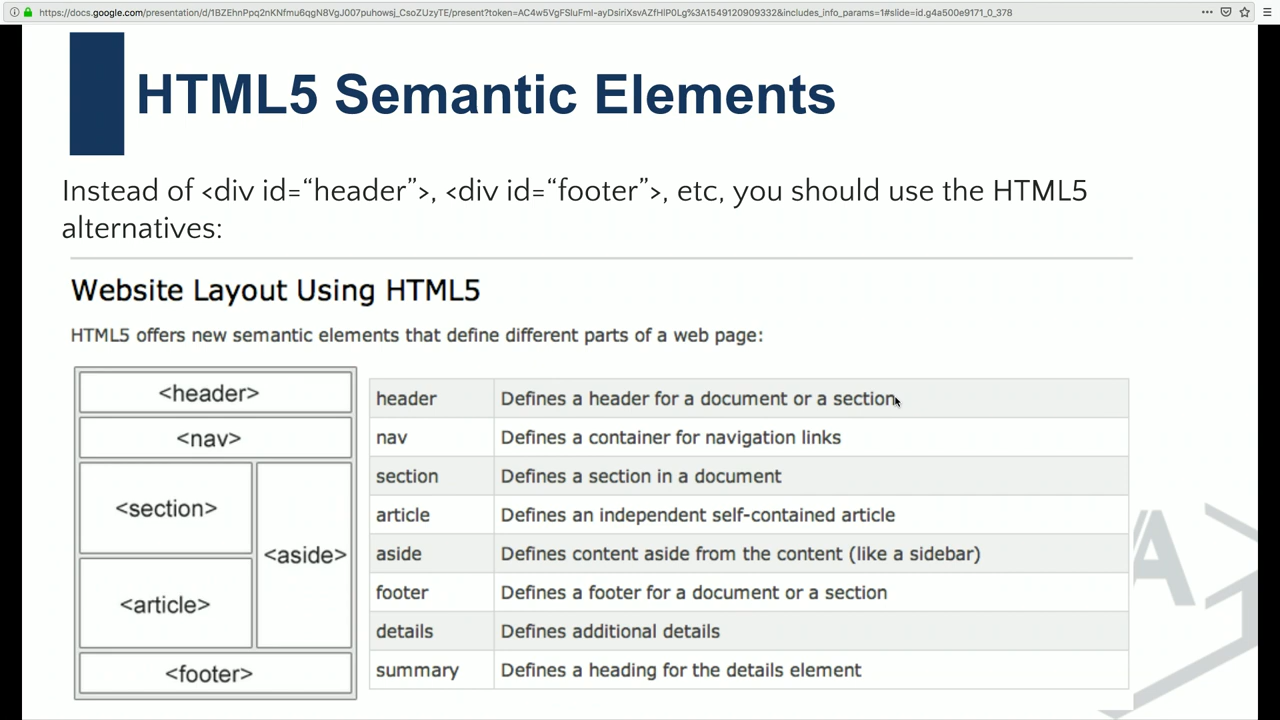 https://docs.google.com/presentation/d/1BZEhnPpq2nKNfmu6qgN8VgJ007puhowsj_CsoZUzy/present?token=AC4w5VgFSluFmI-ayDsiriXsvAZfHlP0Lg%3A1510170909332&includes_info_params=1#slide=id.g4a500e9171_0_378
HTML5 Semantic Elements
Instead of <div id=“header”>, <div id=“footer”>, etc, you should use the HTML5
alternatives:
Website Layout Using HTML5
HTML5 offers new semantic elements that define different parts of a web page:
<header>
<nav>
<section>
<aside>
<article>
<footer>
header Defines a header for a document or a section
nav Defines a container for navigation links
section Defines a section in a document
article Defines an independent self-contained article
aside Defines content aside from the content (like a sidebar)
footer Defines a footer for a document or a section
details Defines additional details
summary Defines a heading for the details element